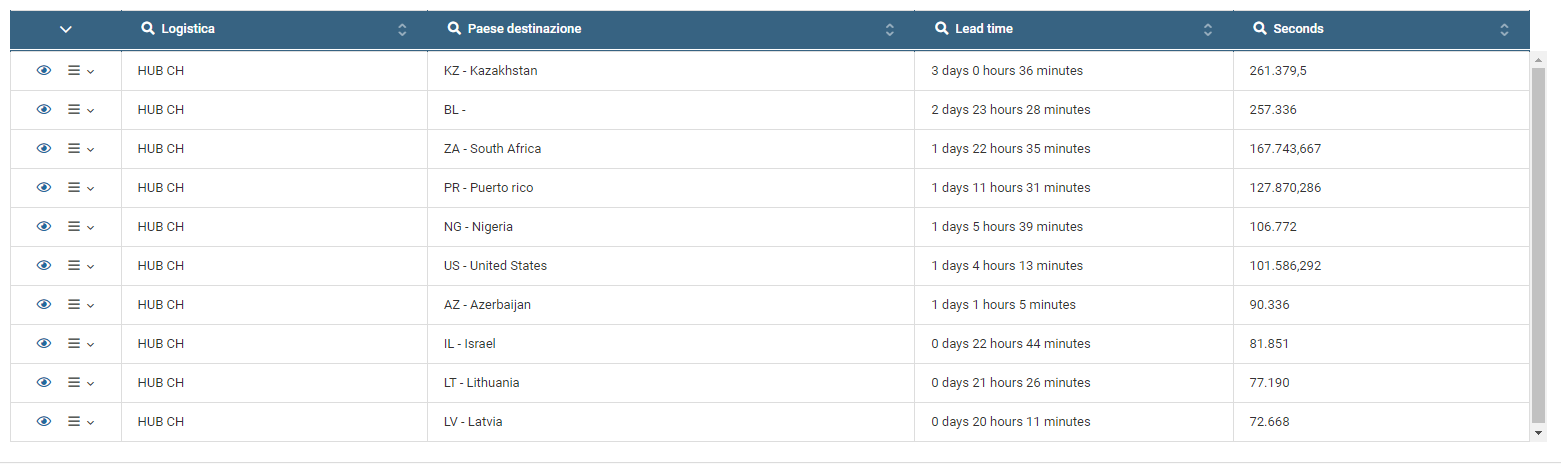 Logistica Paese destinazione Lead time Seconds
HUB CH KZ - Kazakhstan 3 days 0 hours 36 minutes 261.379,5
HUB CH BL - 2 days 23 hours 28 minutes 257.336
HUB CH ZA - South Africa 1 days 22 hours 35 minutes 167.743,667
HUB CH PR - Puerto rico 1 days 11 hours 31 minutes 127.870,286
HUB CH NG - Nigeria 1 days 5 hours 39 minutes 106.772
HUB CH US - United States 1 days 4 hours 13 minutes 101.586,292
HUB CH AZ - Azerbaijan 1 days 1 hours 5 minutes 90.336
HUB CH IL - Israel 0 days 22 hours 44 minutes 81.851
HUB CH LT - Lithuania 0 days 21 hours 26 minutes 77.190
HUB CH LV - Latvia 0 days 20 hours 11 minutes 72.668